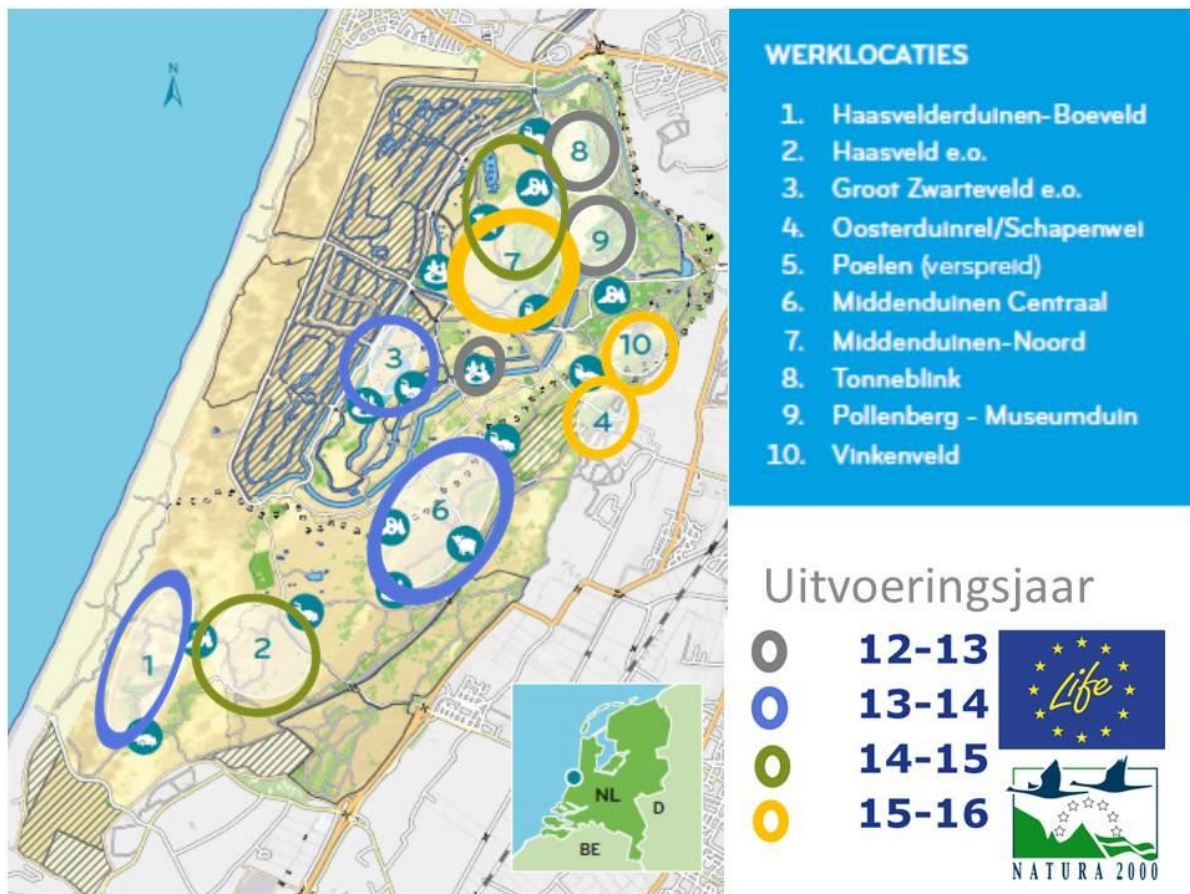 N
8
9
7
10
3
4
6
2
1
NL
D
BE
WERKLOCATIES
1. Haasvelderduinen-Boeveld
2. Haasveld e.o.
3. Groot Zwarteveld e.o.
4. Oosterduinrel/Schapenwei
5. Poelen (verspreid)
6. Middenduinen Centraal
7. Middenduinen-Noord
8. Tonneblink
9. Pollenberg - Museumduin
10. Vinkenveld
Uitvoeringsjaar
12-13
13-14
14-15
15-16
Life
NATURA 2000